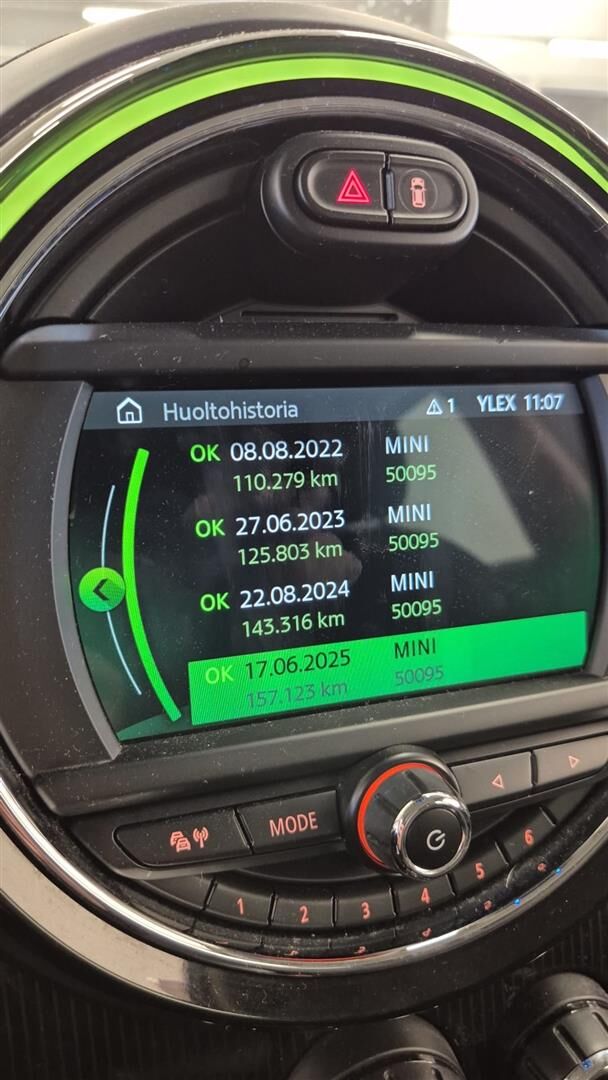 Huoltohistoria
1 YLEX 11:07
OK 08.08.2022 MINI
110.279 km 50095
OK 27.06.2023 MINI
125.803 km 50095
OK 22.08.2024 MINI
143.316 km 50095
OK 17.06.2025 MINI
157.123 km 50095
MODE
1 2 3 4 5 6